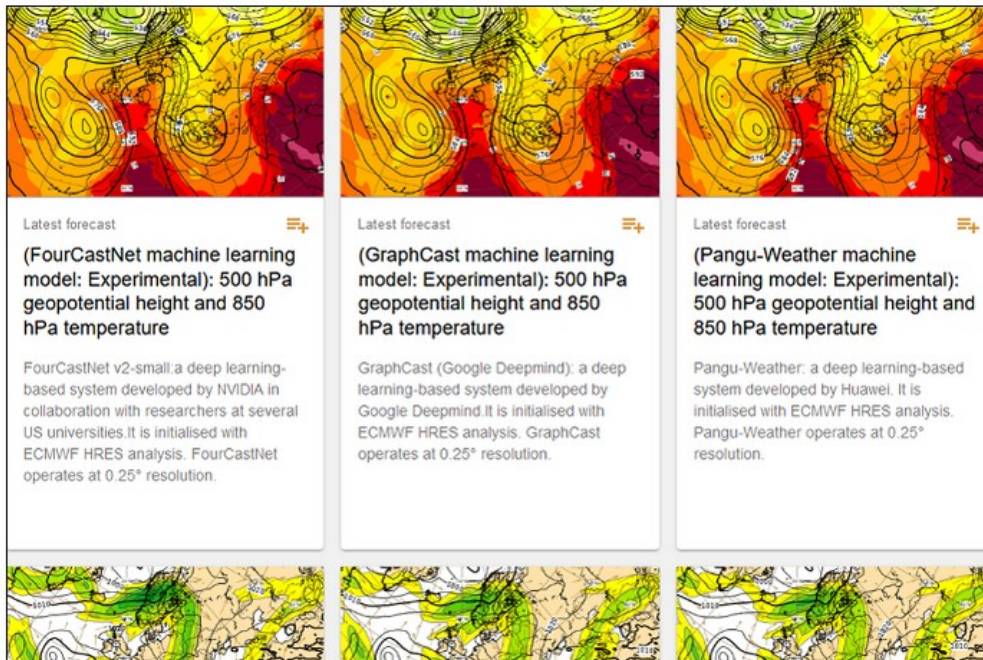 Latest forecast
(FourCastNet machine learning
model: Experimental): 500 hPa
geopotential height and 850
hPa temperature
FourCastNet v2-small:a deep learning-
based system developed by NVIDIA in
collaboration with researchers at several
US universities.It is initialised with
ECMWF HRES analysis. FourCastNet
operates at 0.25° resolution.
Latest forecast
(GraphCast machine learning
model: Experimental): 500 hPa
geopotential height and 850
hPa temperature
GraphCast (Google Deepmind): a deep
learning-based system developed by
Google Deepmind.It is initialised with
ECMWF HRES analysis. GraphCast
operates at 0.25° resolution.
Latest forecast
(Pangu-Weather machine
learning model: Experimental):
500 hPa geopotential height and
850 hPa temperature
Pangu-Weather: a deep learning-based
system developed by Huawei. It is
initialised with ECMWF HRES analysis.
Pangu-Weather operates at 0.25°
resolution.